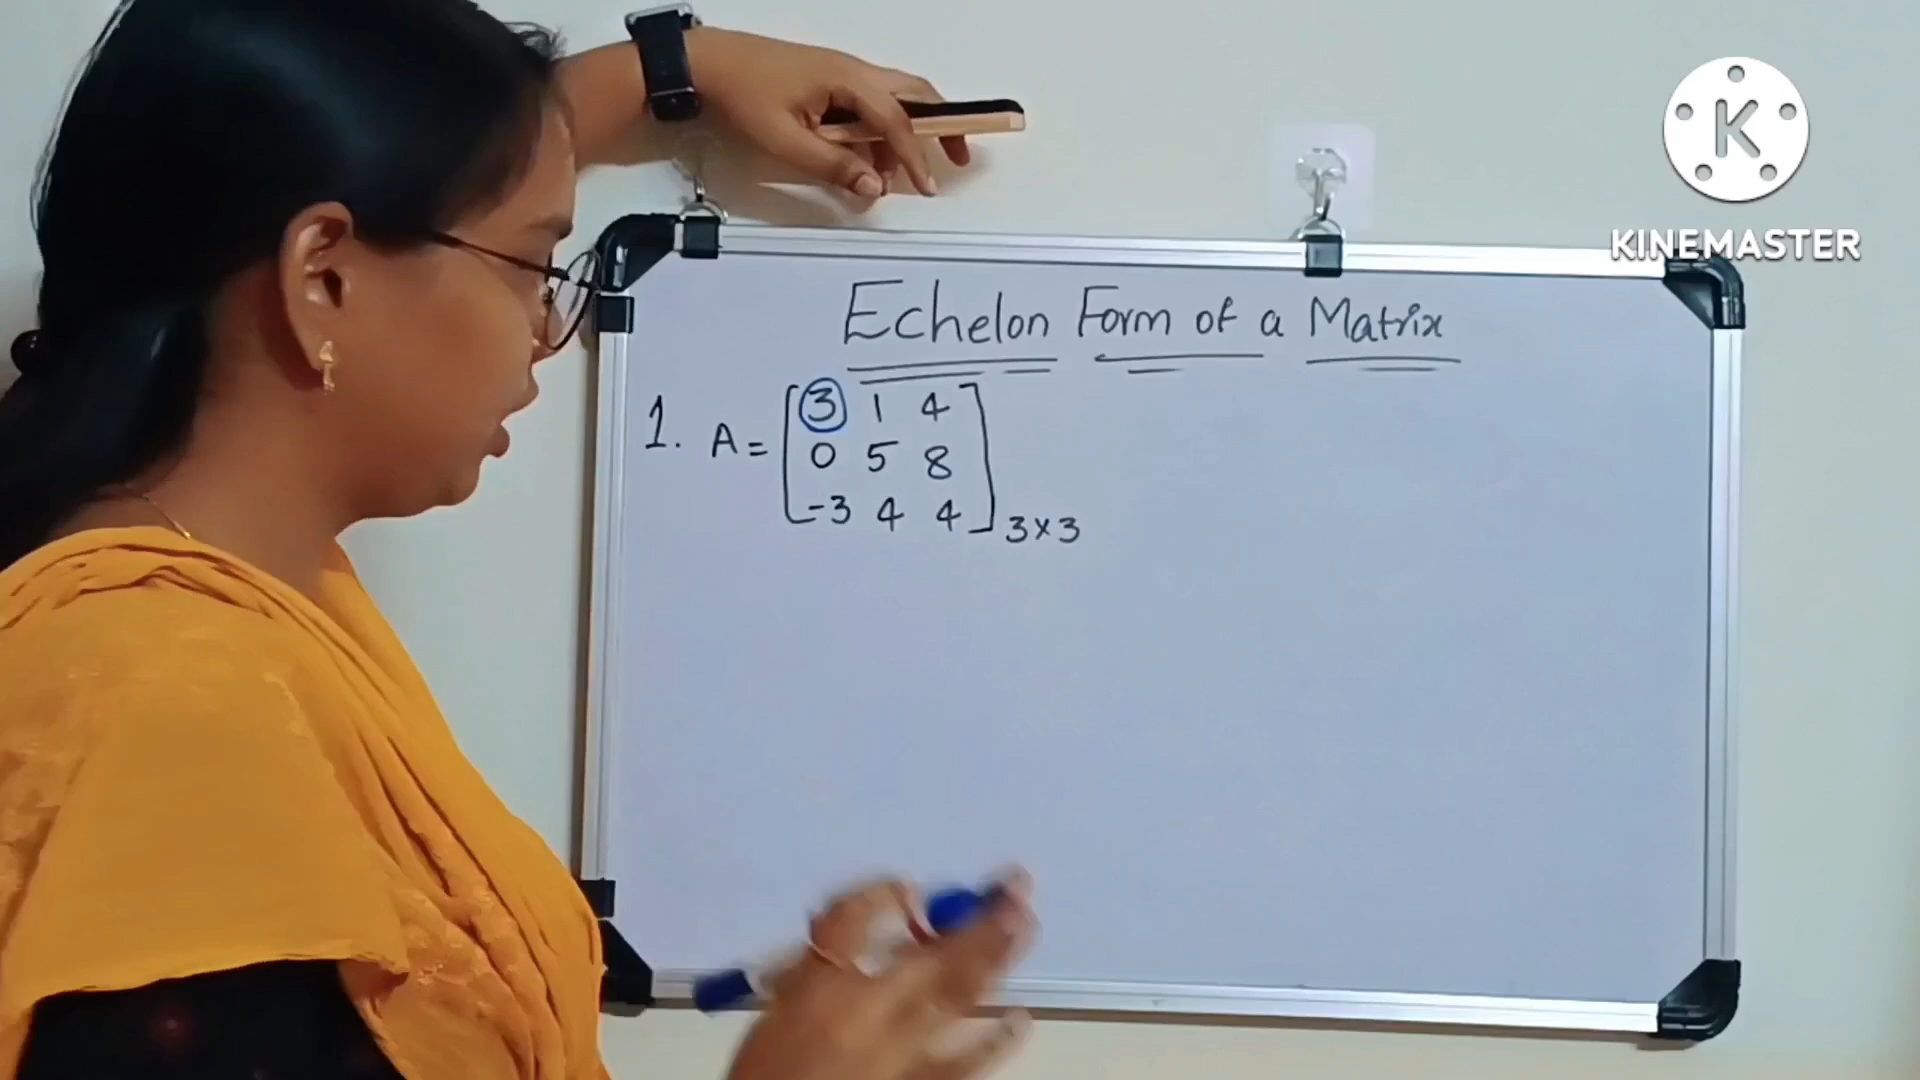 K
KINEMASTER
Echelon Form of a Matrix
1. A = [3 1 4
0 5 8
-3 4 4] 3×3